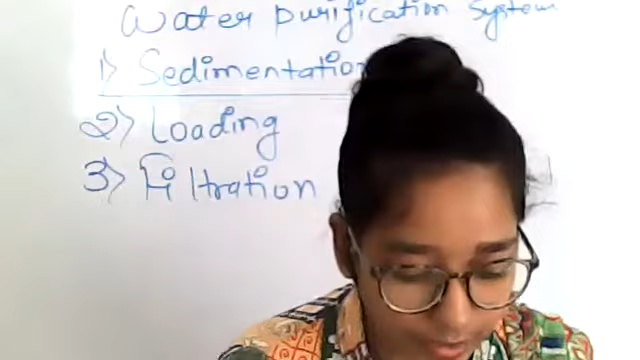 Water purification System
1) Sedimentation
2) Loading
3) Filtration